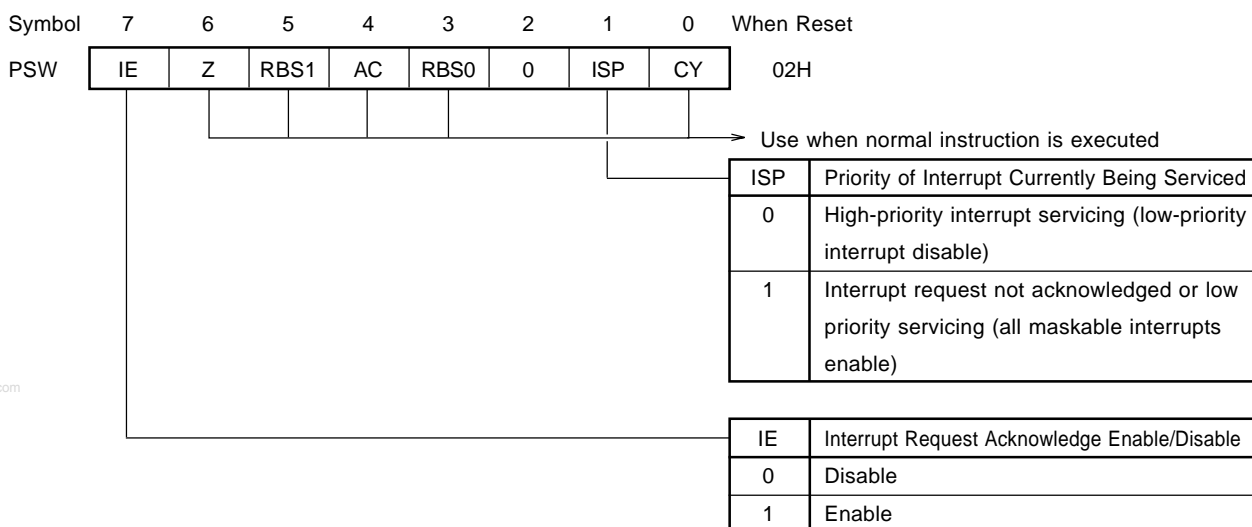 Symbol 7 6 5 4 3 2 1 0 When Reset
PSW IE Z RBS1 AC RBS0 0 ISP CY 02H
Use when normal instruction is executed
ISP Priority of Interrupt Currently Being Serviced
0 High-priority interrupt servicing (low-priority
interrupt disable)
1 Interrupt request not acknowledged or low
priority servicing (all maskable interrupts
enable)
com
IE Interrupt Request Acknowledge Enable/Disable
0 Disable
1 Enable